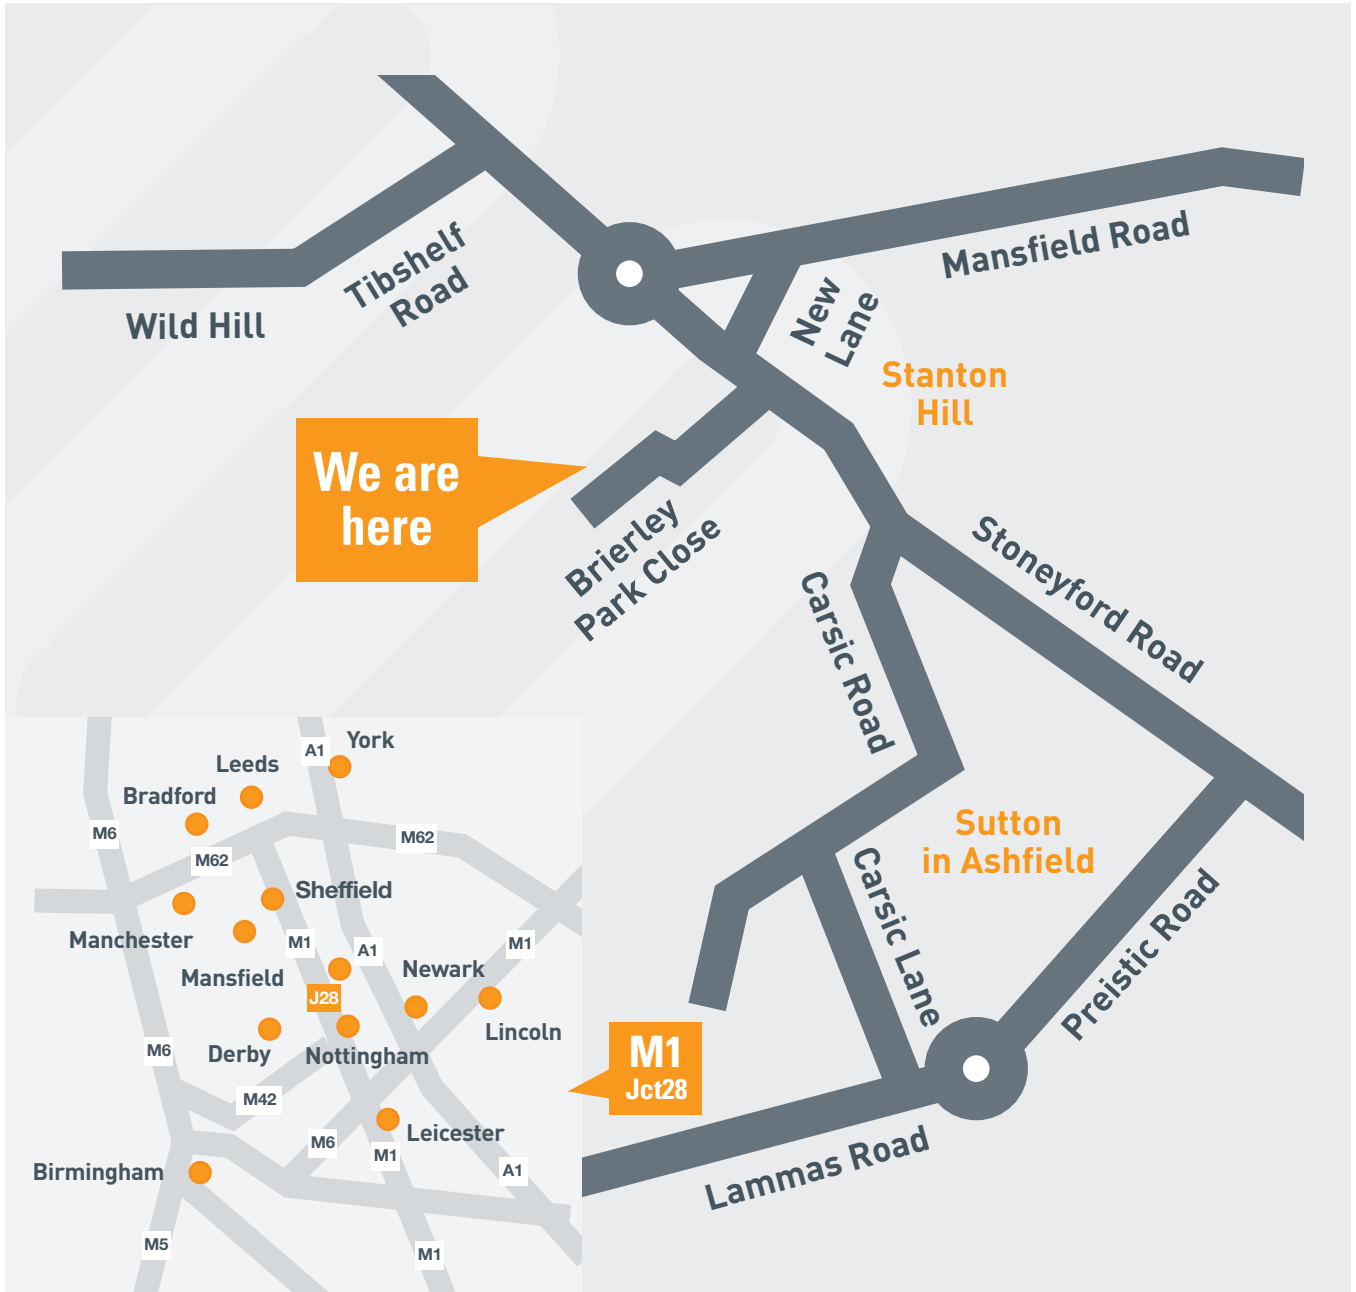 Mansfield Road
Tibshelf
Road
Wild Hill
New
Lane
Stanton
Hill
We are
here
Brierley
Park Close
Stoneyford Road
Carsic Road
Sutton
in Ashfield
Carsic Lane
Preistic Road
M1
Jct28
Lammas Road
A1
York
Leeds
Bradford
M6
M62
M62
Sheffield
Manchester
M1
A1
M1
Mansfield
Newark
J28
Lincoln
M6
Derby
Nottingham
M42
M6
Leicester
M1
Birmingham
A1
M5
M1